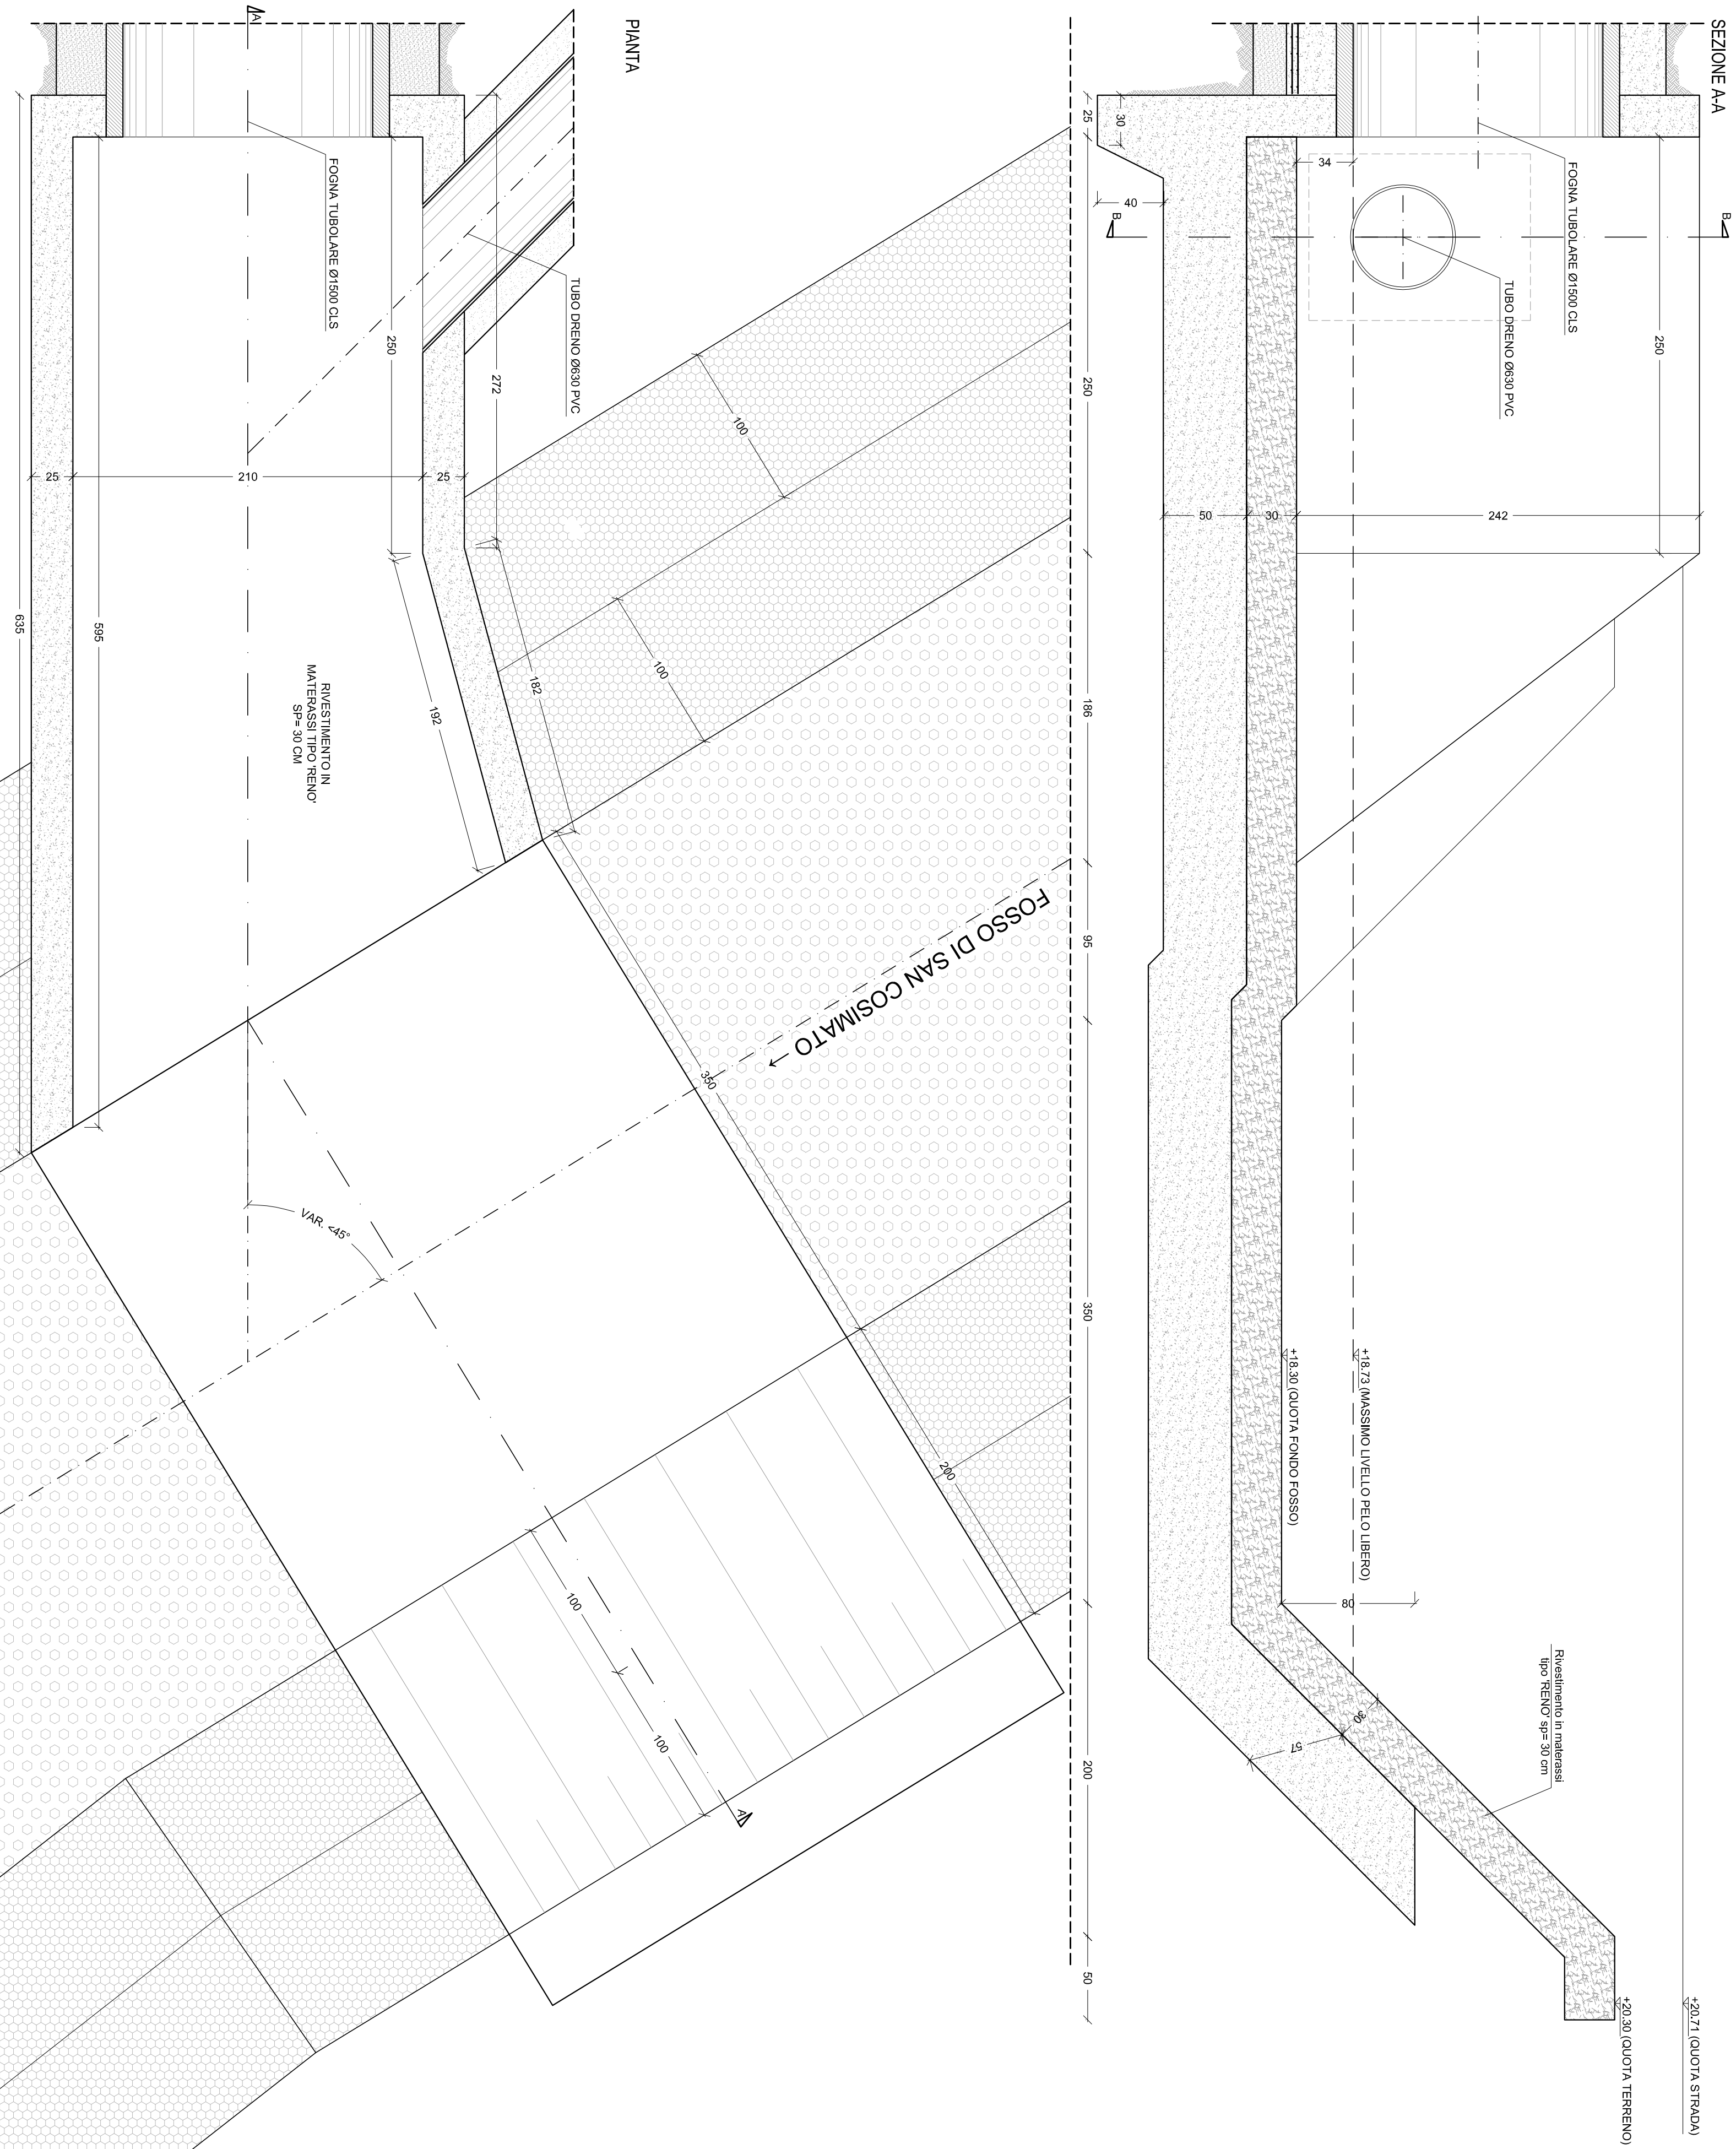 SEZIONE A-A
B
FOGNA TUBOLARE Ø1500 CLS
TUBO DRENO Ø630 PVC
250
34
30
40
B
242
30
50
+20.71 (QUOTA STRADA)
+20.30 (QUOTA TERRENO)
+18.73 (MASSIMO LIVELLO PELO LIBERO)
+18.30 (QUOTA FONDO FOSSO)
80
Rivestimento in materassi
tipo 'RENO' sp= 30 cm
30
57
25
250
186
95
350
200
50
PIANTA
A
FOGNA TUBOLARE Ø1500 CLS
TUBO DRENO Ø630 PVC
272
250
25
210
25
182
192
100
100
FOSSO DI SAN COSIMATO
RIVESTIMENTO IN
MATERASSI TIPO 'RENO'
SP= 30 CM
595
635
350
200
VAR. <45°
100
100
A